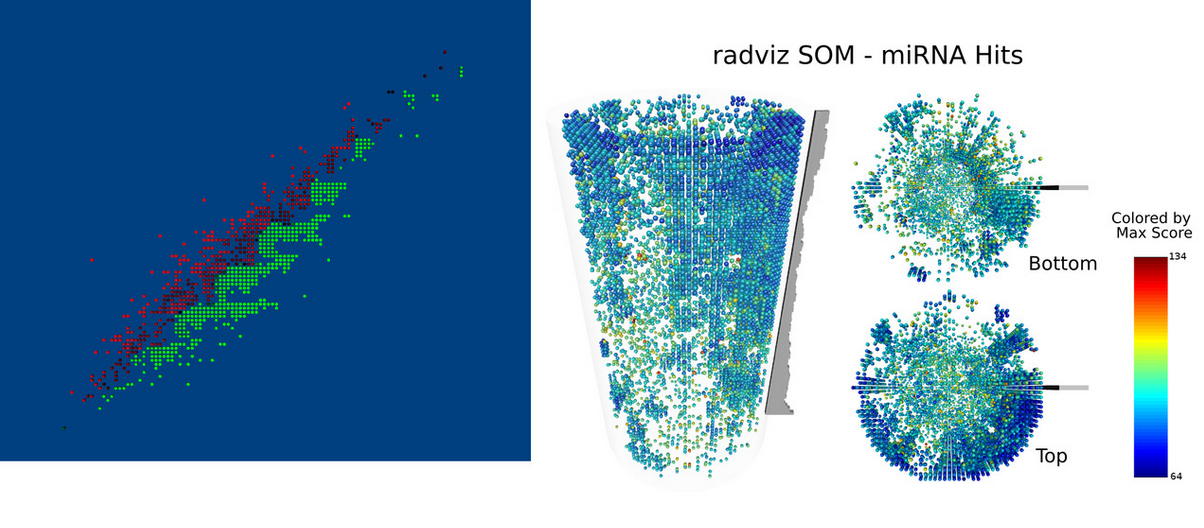 radviz SOM - miRNA Hits
Colored by
Max Score
134
Bottom
Top
64